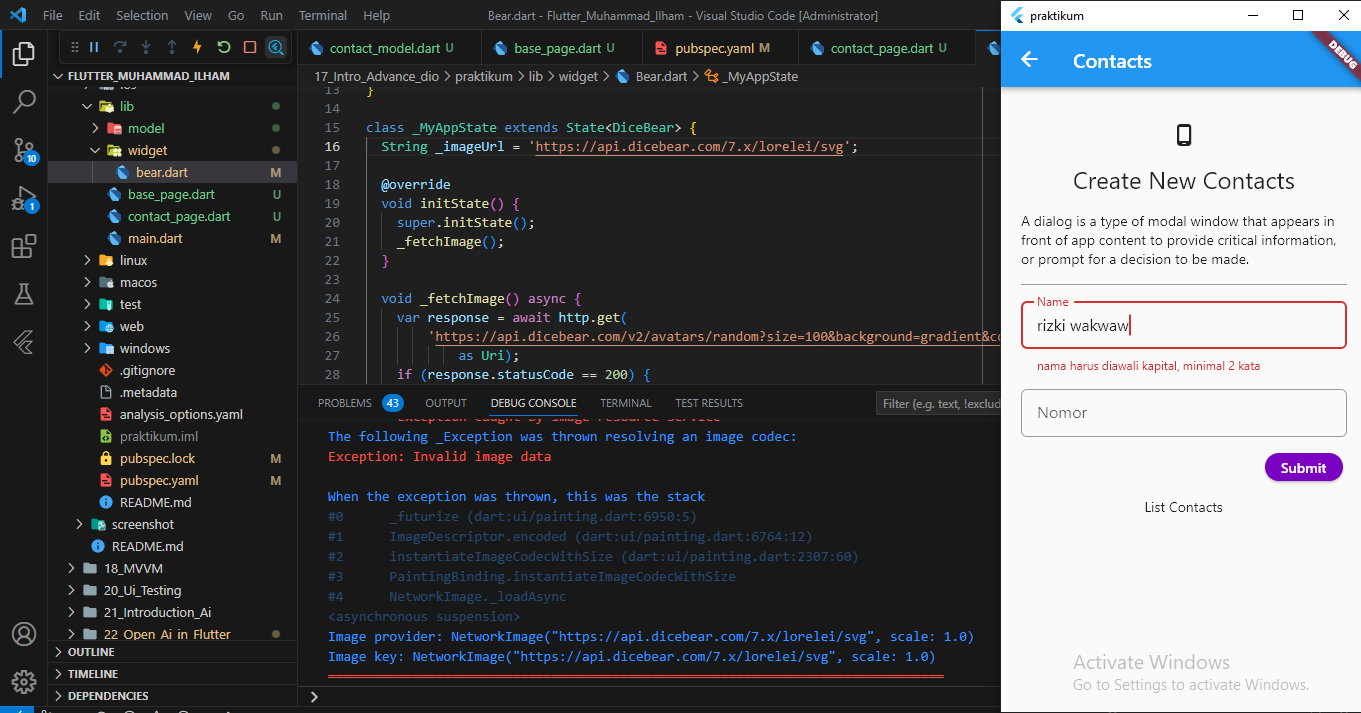 File Edit Selection View Go Run Terminal Help
Bear.dart - Flutter_Muhammad_Ilham - Visual Studio Code [Administrator]
contact_model.dart U
base_page.dart U
pubspec.yaml M
contact_page.dart U
FLUTTER_MUHAMMAD_ILHAM
ios
lib
model
widget
bear.dart M
base_page.dart U
contact_page.dart U
main.dart M
linux
macos
test
web
windows
.gitignore
.metadata
analysis_options.yaml
praktikum.iml
pubspec.lock M
pubspec.yaml M
README.md
screenshot
README.md
18_MVVM
20_Ui_Testing
21_Introduction_Ai
22_Open_Ai_in_Flutter
OUTLINE
TIMELINE
DEPENDENCIES
10
1
17_Intro_Advance_dio > praktikum > lib > widget > Bear.dart > _MyAppState
13 }
14
15 class _MyAppState extends State<DiceBear> {
16 String _imageUrl = 'https://api.dicebear.com/7.x/lorelei/svg';
17
18 @override
19 void initState() {
20 super.initState();
21 _fetchImage();
22 }
23
24 void _fetchImage() async {
25 var response = await http.get(
26 'https://api.dicebear.com/v2/avatars/random?size=100&background=gradient&co
27 as Uri);
28 if (response.statusCode == 200) {
PROBLEMS 43 OUTPUT DEBUG CONSOLE TERMINAL TEST RESULTS
Filter (e.g. text, !exclud
Exception caught by image resource service
The following _Exception was thrown resolving an image codec:
Exception: Invalid image data
When the exception was thrown, this was the stack
#0 _futurize (dart:ui/painting.dart:6950:5)
#1 ImageDescriptor.encoded (dart:ui/painting.dart:6764:12)
#2 instantiateImageCodecWithSize (dart:ui/painting.dart:2307:60)
#3 PaintingBinding.instantiateImageCodecWithSize
#4 NetworkImage._loadAsync
<asynchronous suspension>
Image provider: NetworkImage("https://api.dicebear.com/7.x/lorelei/svg", scale: 1.0)
Image key: NetworkImage("https://api.dicebear.com/7.x/lorelei/svg", scale: 1.0)
praktikum
Contacts
DEBUG
Create New Contacts
A dialog is a type of modal window that appears in
front of app content to provide critical information,
or prompt for a decision to be made.
Name
rizki wakwaw
nama harus diawali kapital, minimal 2 kata
Nomor
Submit
List Contacts
Activate Windows
Go to Settings to activate Windows.